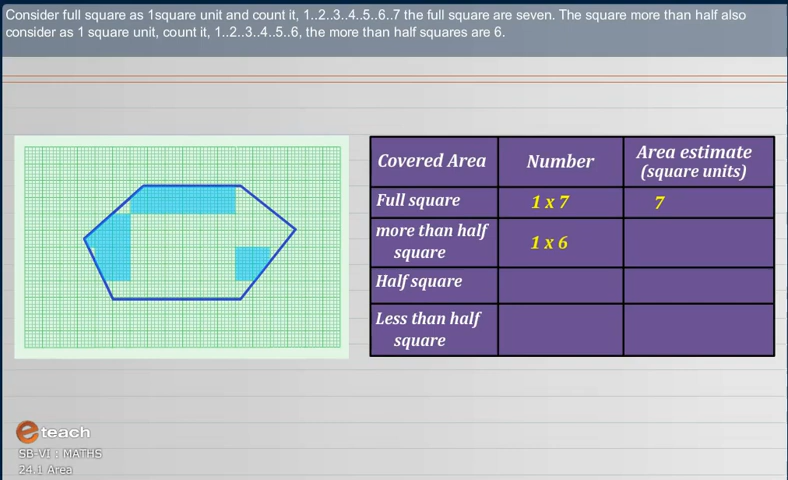 Consider full square as 1square unit and count it, 1..2..3..4..5..6..7 the full square are seven. The square more than half also
consider as 1 square unit, count it, 1..2..3..4..5..6, the more than half squares are 6.
Covered Area Number Area estimate
(square units)
Full square 1 x 7 7
more than half
square 1 x 6
Half square
Less than half
square
e teach
SB-VI : MATHS
24.1 Area